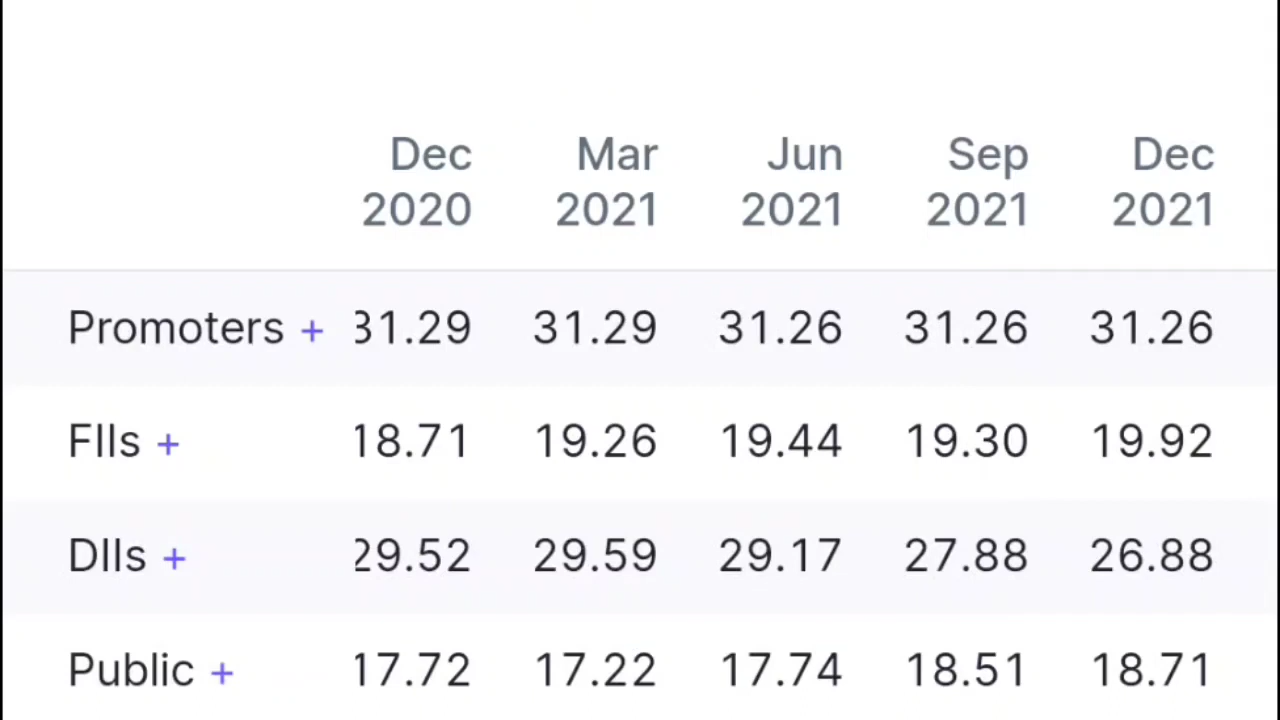 Dec Mar Jun Sep Dec
2020 2021 2021 2021 2021
Promoters + 31.29 31.29 31.26 31.26 31.26
FIIs + 18.71 19.26 19.44 19.30 19.92
DIIs + 29.52 29.59 29.17 27.88 26.88
Public + 17.72 17.22 17.74 18.51 18.71